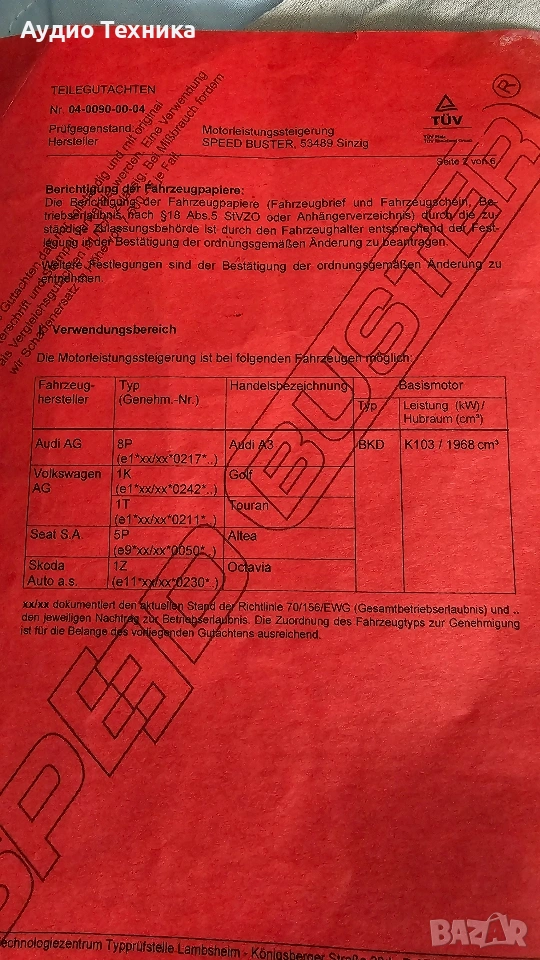 Аудио Техника
TEILEGUTACHTEN
Nr. 04-0090-00-04
Prüfgegenstand: Motorleistungssteigerung
Hersteller SPEED BUSTER, 53489 Sinzig
TÜV
Seite 2 von 6
Berichtigung der Fahrzeugpapiere:
Die Berichtigung der Fahrzeugpapiere (Fahrzeugbrief und Fahrzeugschein, Be-
triebserlaubnis nach §18 Abs.5 StVZO oder Anhängerverzeichnis) durch die zu-
ständige Zulassungsbehörde ist durch den Fahrzeughalter entsprechend der Fest-
legung in der Bestätigung der ordnungsgemäßen Änderung zu beantragen.
Weitere Festlegungen sind der Bestätigung der ordnungsgemäßen Änderung zu
entnehmen.
I. Verwendungsbereich
Die Motorleistungssteigerung ist bei folgenden Fahrzeugen möglich:
Fahrzeug- Typ Handelsbezeichnung Basismotor
hersteller (Genehm.-Nr.) Typ Leistung (kW)/
Hubraum (cm³)
Audi AG 8P Audi A3 BKD K103 / 1968 cm³
(e1*xx/xx*0217*..)
Volkswagen 1K Golf
AG (e1*xx/xx*0242*..)
1T Touran
(e1*xx/xx*0211*..)
Seat S.A. 5P Altea
(e9*xx/xx*0050*..)
Skoda 1Z Octavia
Auto a.s. (e11*xx/xx*0230*..)
xx/xx dokumentiert den aktuellen Stand der Richtlinie 70/156/EWG (Gesamtbetriebserlaubnis) und ..
den jeweiligen Nachtrag zur Betriebserlaubnis. Die Zuordnung des Fahrzeugtyps zur Genehmigung
ist für die Belange des vorliegenden Gutachtens ausreichend.
SPEED BUSTER ®
Technologiezentrum Typprüfstelle Lambsheim - Königsberger Straße
BAZAR